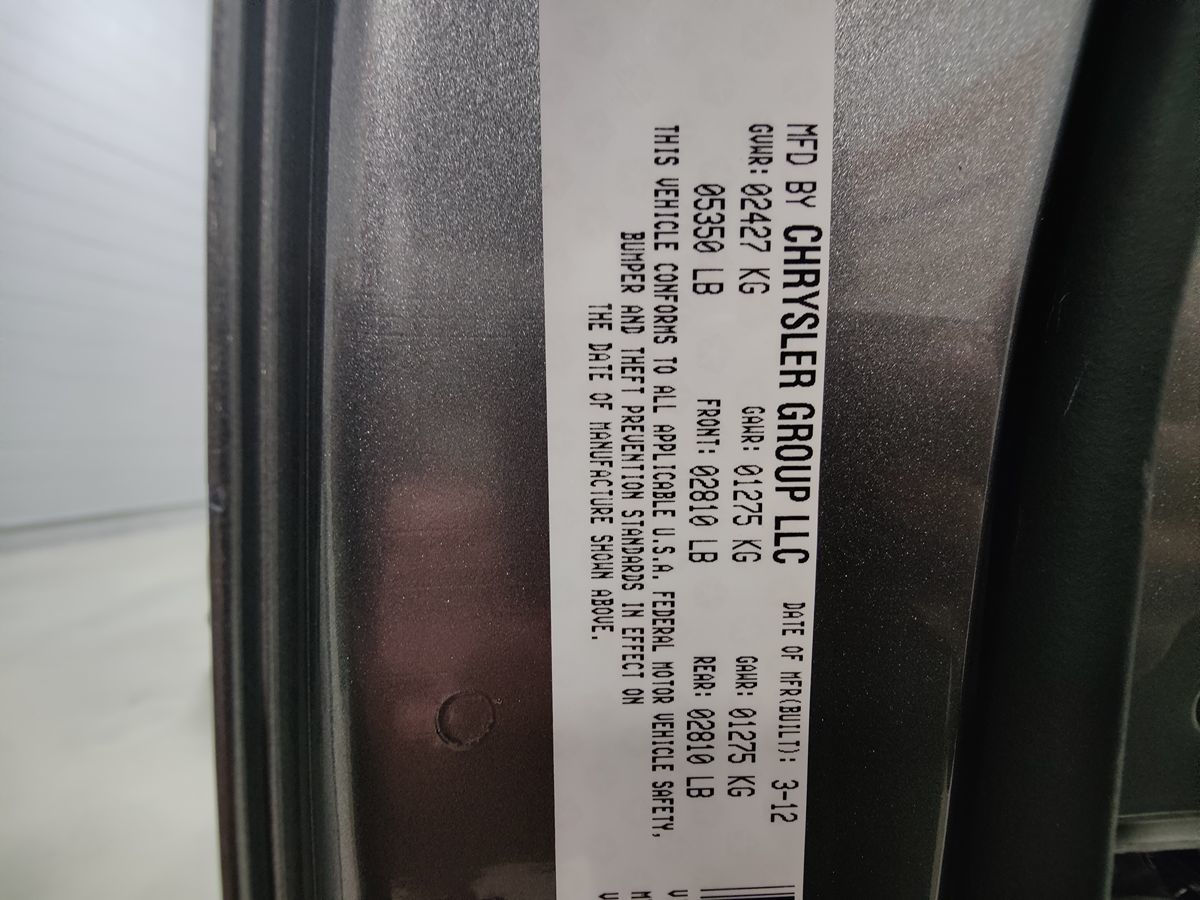 MFD BY CHRYSLER GROUP LLC DATE OF MFR(BUILT): 3-12
GVWR: 02427 KG GAWR: 01275 KG GAWR: 01275 KG
05350 LB FRONT: 02810 LB REAR: 02810 LB
THIS VEHICLE CONFORMS TO ALL APPLICABLE U.S.A. FEDERAL MOTOR VEHICLE SAFETY,
BUMPER AND THEFT PREVENTION STANDARDS IN EFFECT ON
THE DATE OF MANUFACTURE SHOWN ABOVE.